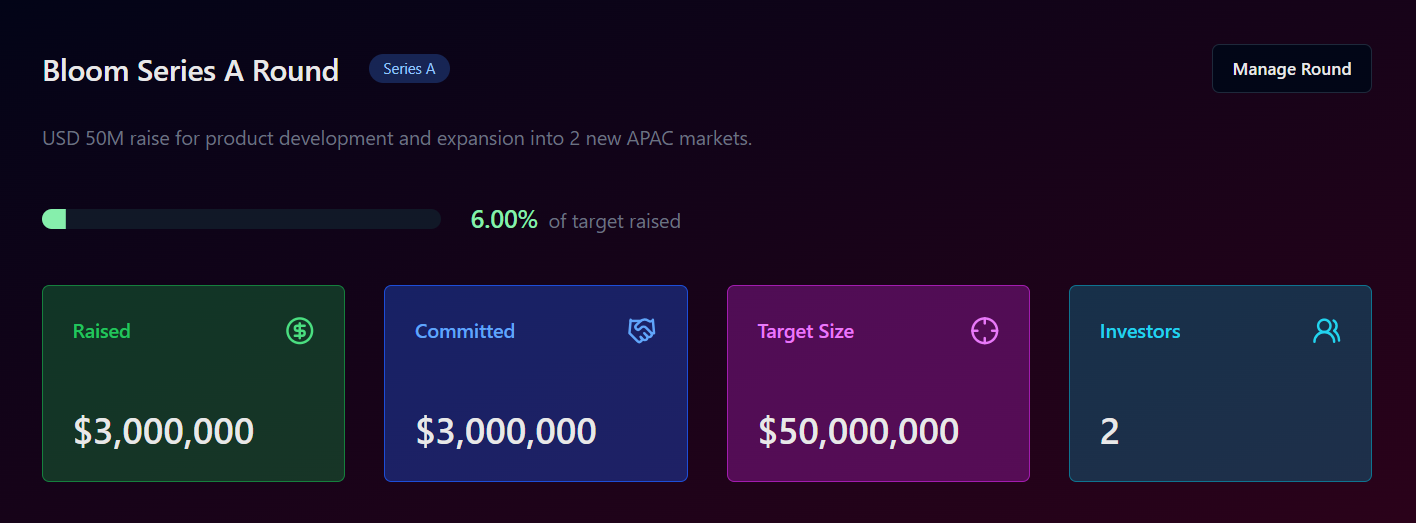 Bloom Series A Round
Series A
Manage Round
USD 50M raise for product development and expansion into 2 new APAC markets.
6.00% of target raised
Raised
Committed
Target Size
Investors
$3,000,000
$3,000,000
$50,000,000
2